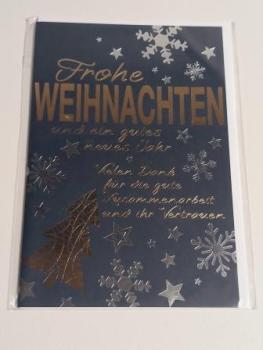 Frohe
WEIHNACHTEN
und ein gutes
neues Jahr
Vielen Dank
für die gute
Zusammenarbeit
und ihr Vertrauen